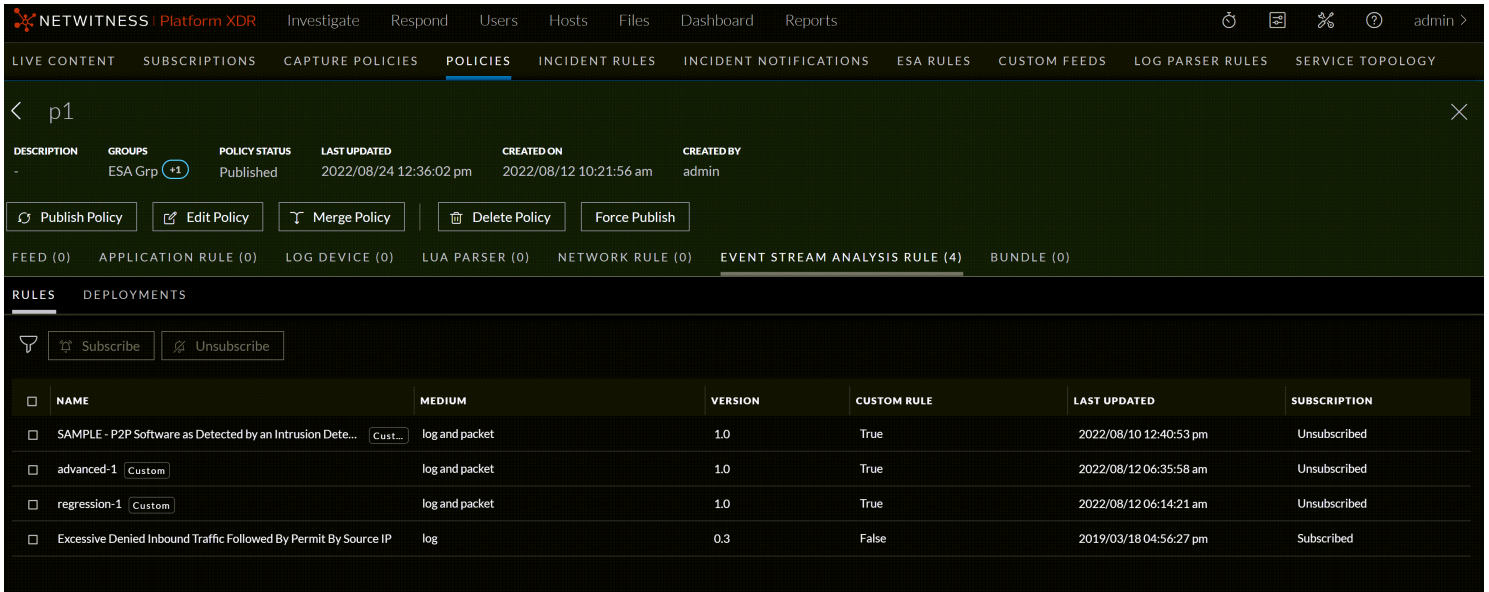 NETWITNESS Platform XDR Investigate Respond Users Hosts Files Dashboard Reports admin >
LIVE CONTENT SUBSCRIPTIONS CAPTURE POLICIES POLICIES INCIDENT RULES INCIDENT NOTIFICATIONS ESA RULES CUSTOM FEEDS LOG PARSER RULES SERVICE TOPOLOGY
p1
DESCRIPTION GROUPS POLICY STATUS LAST UPDATED CREATED ON CREATED BY
- ESA Grp +1 Published 2022/08/24 12:36:02 pm 2022/08/12 10:21:56 am admin
Publish Policy Edit Policy Merge Policy Delete Policy Force Publish
FEED (0) APPLICATION RULE (0) LOG DEVICE (0) LUA PARSER (0) NETWORK RULE (0) EVENT STREAM ANALYSIS RULE (4) BUNDLE (0)
RULES DEPLOYMENTS
Subscribe Unsubscribe
NAME MEDIUM VERSION CUSTOM RULE LAST UPDATED SUBSCRIPTION
SAMPLE - P2P Software as Detected by an Intrusion Dete... Cust... log and packet 1.0 True 2022/08/10 12:40:53 pm Unsubscribed
advanced-1 Custom log and packet 1.0 True 2022/08/12 06:35:58 am Unsubscribed
regression-1 Custom log and packet 1.0 True 2022/08/12 06:14:21 am Unsubscribed
Excessive Denied Inbound Traffic Followed By Permit By Source IP log 0.3 False 2019/03/18 04:56:27 pm Subscribed